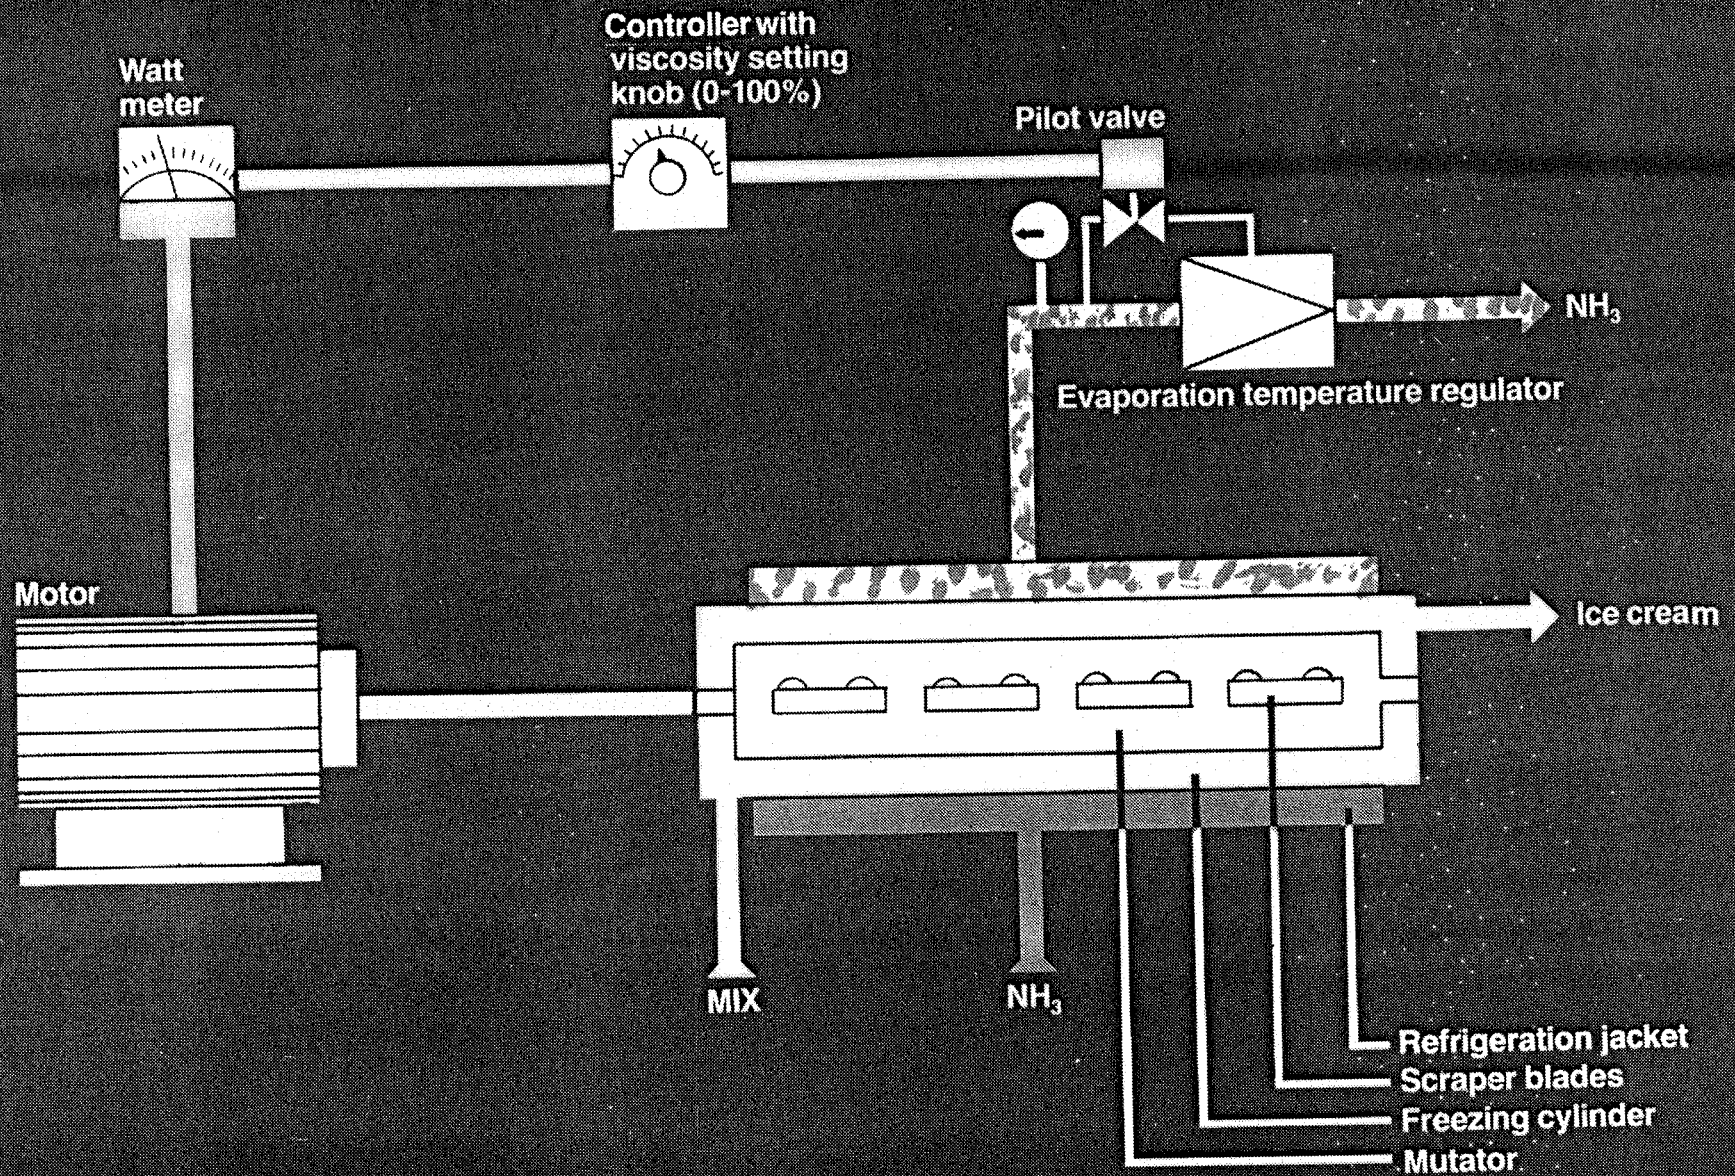 Controller with
viscosity setting
knob (0-100%)
Watt
meter
Pilot valve
NH₃
Evaporation temperature regulator
Motor
Ice cream
MIX
NH₃
Refrigeration jacket
Scraper blades
Freezing cylinder
Mutator